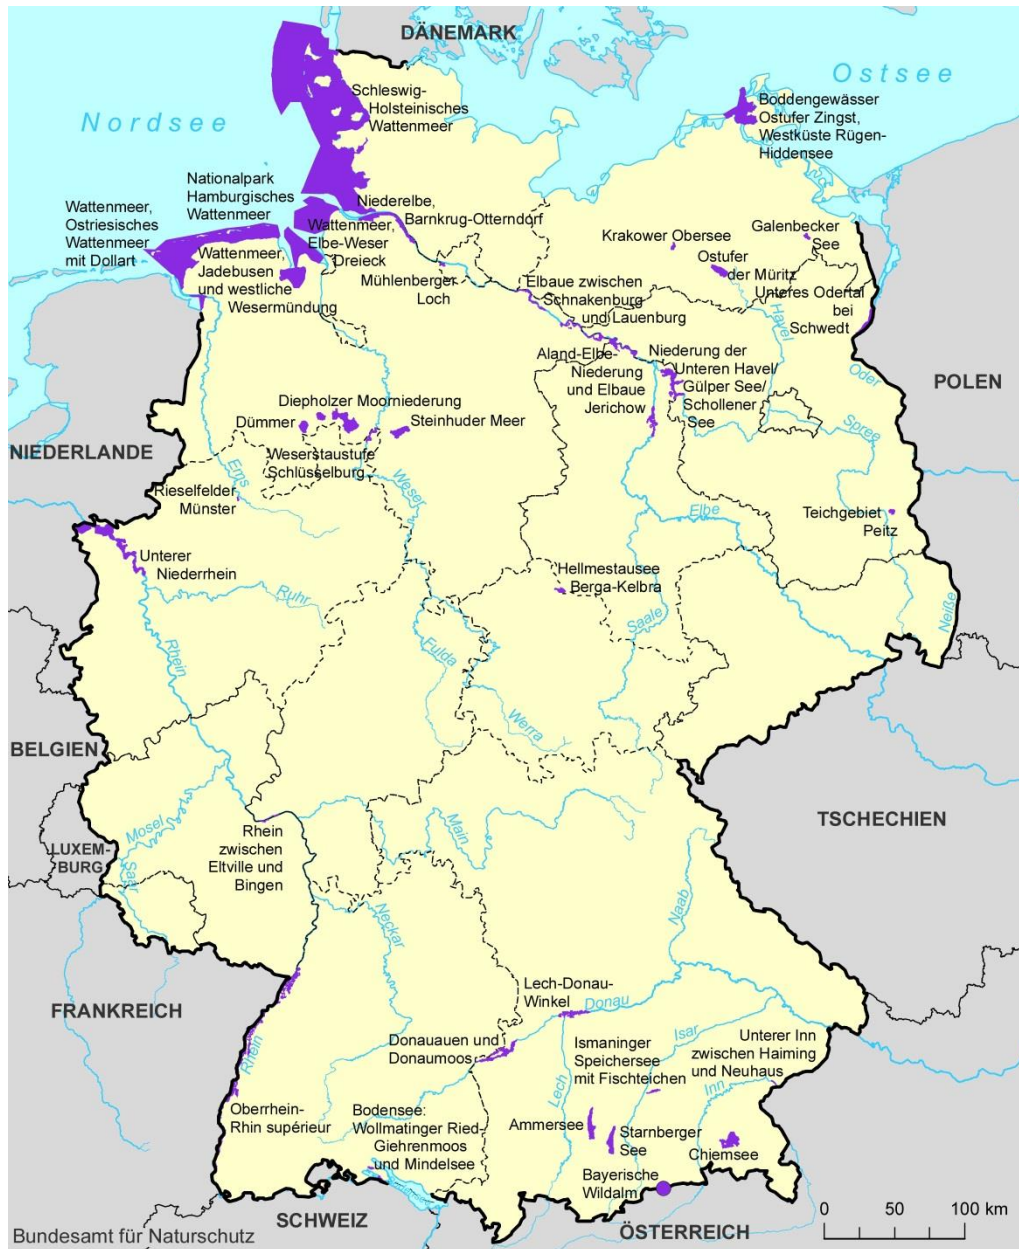 DÄNEMARK
Ostsee
Nordsee
Schleswig-
Holsteinisches
Wattenmeer
Boddengewässer
Ostufer Zingst,
Westküste Rügen-
Hiddensee
Nationalpark
Hamburgisches
Wattenmeer
Wattenmeer,
Ostriesisches
Wattenmeer
mit Dollart
Niederelbe,
Barnkrug-Otterndorf
Wattenmeer,
Elbe-Weser
Dreieck
Wattenmeer,
Jadebusen
und westliche
Wesermündung
Mühlenberger
Loch
Krakower Obersee
Galenbecker
See
Ostufer
der Müritz
Unteres Odertal
bei
Schwedt
Elbaue zwischen
Schnakenburg
und Lauenburg
Havel
Oder
Aland-Elbe-
Niederung
und Elbaue
Jerichow
Niederung der
Unteren Havel/
Gülper See/
Schollener
See
POLEN
Diepholzer Moorniederung
Dümmer
Steinhuder Meer
Spree
NIEDERLANDE
Weserstaustufe
Schlüsselburg
Ems
Weser
Rieselfelder
Münster
Elbe
Teichgebiet
Peitz
Unterer
Niederrhein
Ruhr
Hellmestausee
Berga-Kelbra
Saale
Neiße
Rhein
Fulda
Werra
BELGIEN
TSCHECHIEN
Mosel
LUXEM-
BURG
Saar
Rhein
zwischen
Eltville und
Bingen
Main
Neckar
Naab
FRANKREICH
Lech-Donau-
Winkel
Donau
Donauauen und
Donaumoos
Ismaninger
Speichersee
mit Fischteichen
Isar
Unterer Inn
zwischen Haiming
und Neuhaus
Inn
Rhein
Lech
Oberrhein-
Rhin supérieur
Bodensee:
Wollmatinger Ried-
Giehrenmoos
und Mindelsee
Ammersee
Starnberger
See
Chiemsee
Bayerische
Wildalm
SCHWEIZ
ÖSTERREICH
0 50 100 km
Bundesamt für Naturschutz